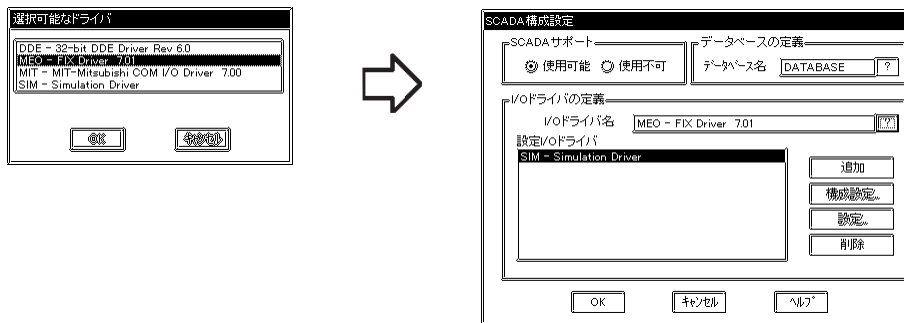 選択可能なドライバ
DDE - 32-bit DDE Driver Rev 6.0
MEO - FIX Driver 7.01
MIT - MIT-Mitsubishi COM I/O Driver 7.00
SIM - Simulation Driver
OK キャンセル
SCADA構成設定
SCADAサポート データベースの定義
使用可能 使用不可 データベース名 DATABASE ?
I/Oドライバの定義
I/Oドライバ名 MEO - FIX Driver 7.01 ?
設定I/Oドライバ
SIM - Simulation Driver
追加
構成設定...
設定...
削除
OK キャンセル ヘルプ